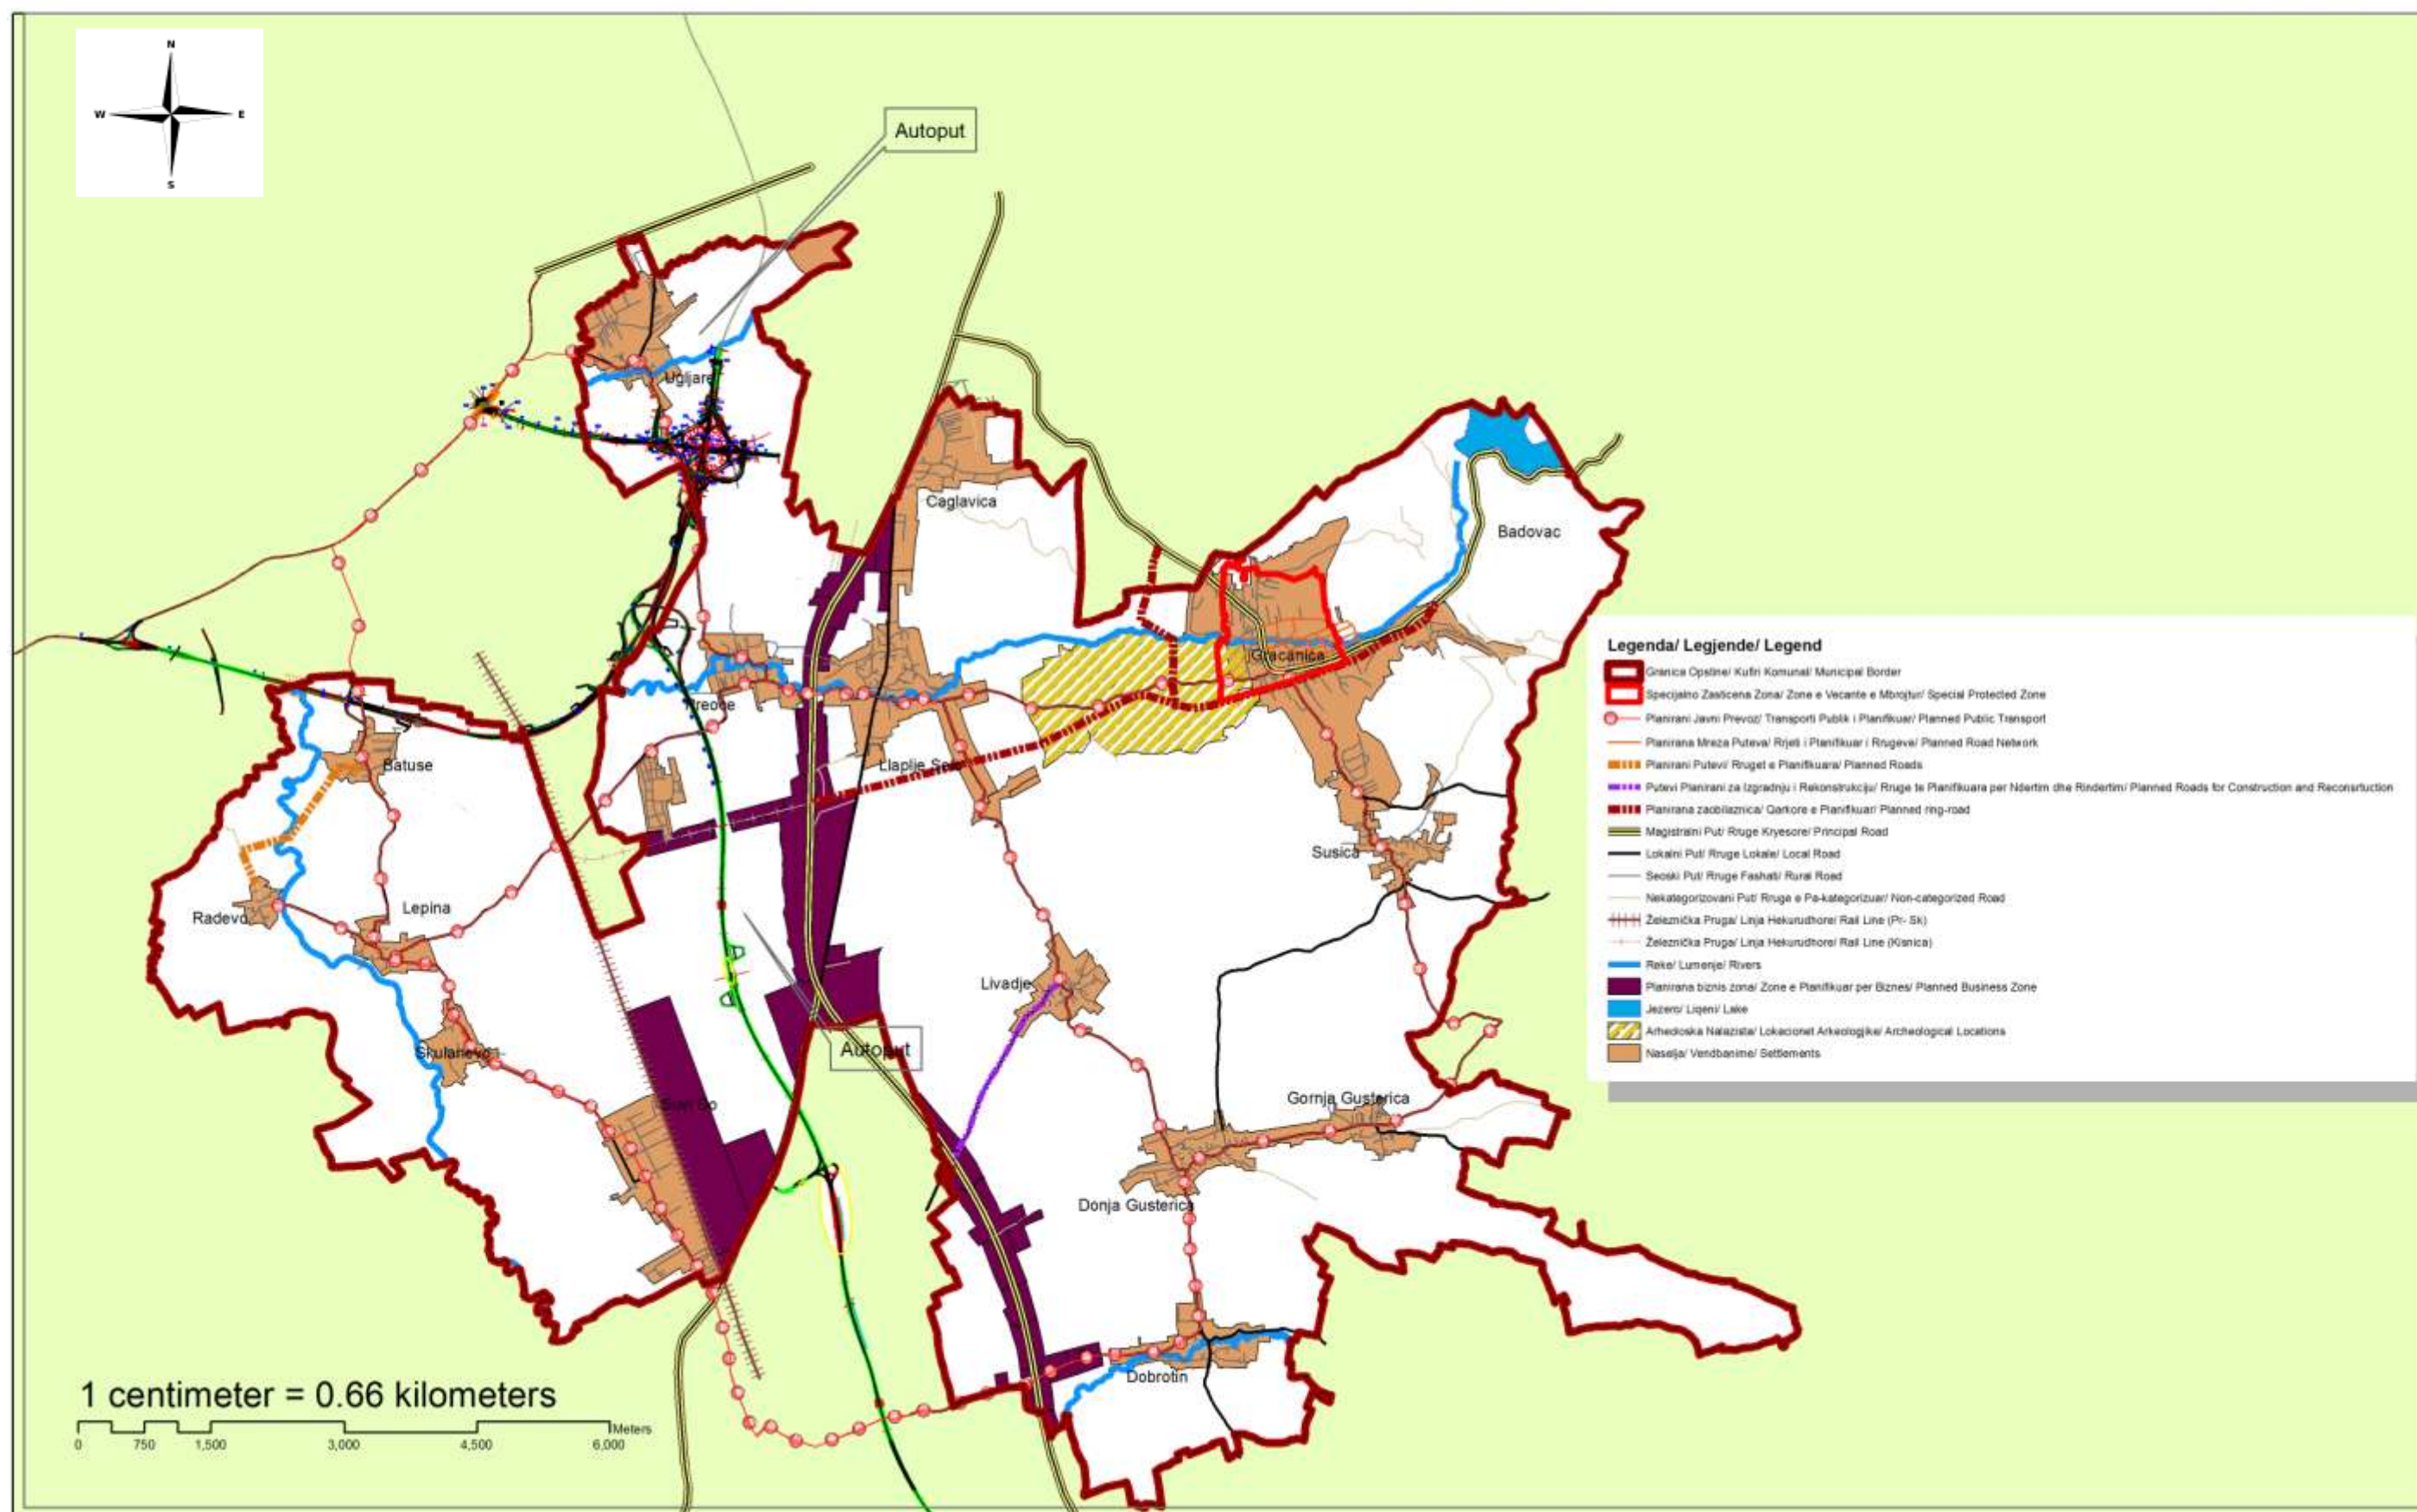 N
W
E
S
Autoput
Ugljare
Caglavica
Badovac
Gracanica
Preoce
Batuse
Llaplje Selo
Susica
Radevo
Lepina
Livadje
Skulanevo
Autoput
Suvi Do
Gornja Gusterica
Donja Gusterica
Dobrotin
Legenda/ Legjende/ Legend
Granica Opstine/ Kufiri Komunal/ Municipal Border
Specijalno Zasticena Zona/ Zone e Vecante e Mbrojtur/ Special Protected Zone
Planirani Javni Prevoz/ Transporti Publik i Planifikuar/ Planned Public Transport
Planirana Mreza Puteva/ Rrjeti i Planifikuar i Rrugeve/ Planned Road Network
Planirani Putevi/ Rruget e Planifikuara/ Planned Roads
Putevi Planirani za Izgradnju i Rekonstrukciju/ Rruge te Planifikuara per Ndertim dhe Rindertim/ Planned Roads for Construction and Reconsrtuction
Planirana zaobilaznica/ Qarkore e Planifikuar/ Planned ring-road
Magistralni Put/ Rruge Kryesore/ Principal Road
Lokalni Put/ Rruge Lokale/ Local Road
Seoski Put/ Rruge Fashati/ Rural Road
Nekategorizovani Put/ Rruge e Pa-kategorizuar/ Non-categorized Road
Železnička Pruga/ Linja Hekurudhore/ Rail Line (Pr- Sk)
Železnička Pruga/ Linja Hekurudhore/ Rail Line (Kisnica)
Reke/ Lumenje/ Rivers
Planirana biznis zona/ Zone e Planifikuar per Biznes/ Planned Business Zone
Jezero/ Liqeni/ Lake
Arheoloska Nalazista/ Lokacionet Arkeologjike/ Archeological Locations
Naselja/ Vendbanime/ Settlements
1 centimeter = 0.66 kilometers
Meters
0 750 1,500 3,000 4,500 6,000